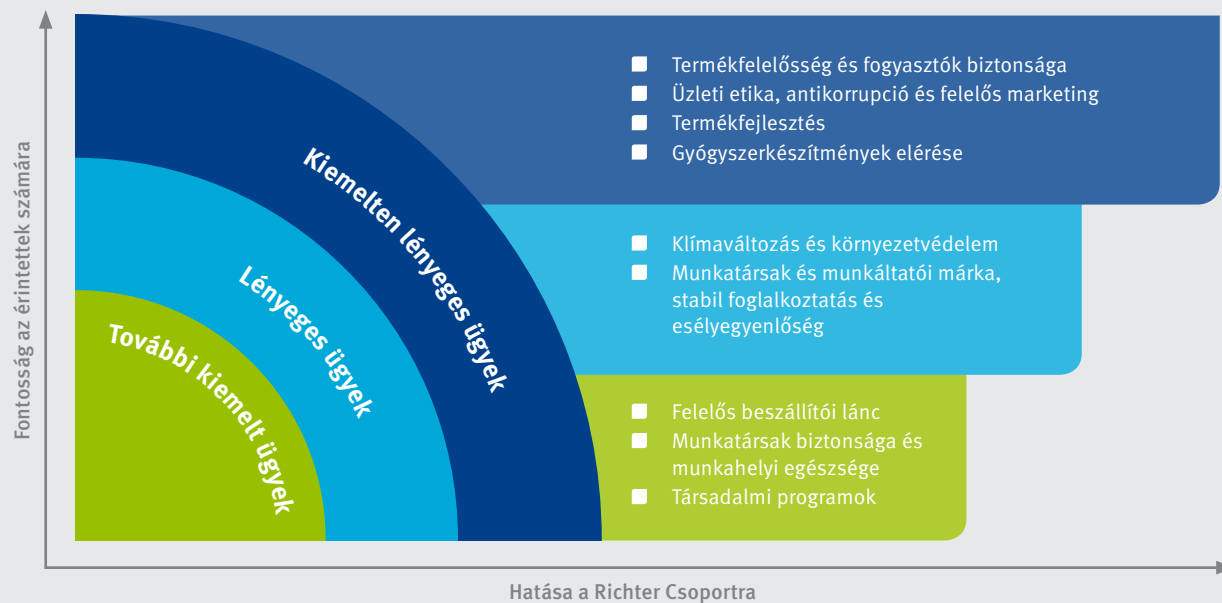 Fontosság az érintettek számára
Kiemelten lényeges ügyek
Lényeges ügyek
További kiemelt ügyek
Termékfelelősség és fogyasztók biztonsága
Üzleti etika, antikorrupció és felelős marketing
Termékfejlesztés
Gyógyszerkészítmények elérése
Klímaváltozás és környezetvédelem
Munkatársak és munkáltatói márka,
stabil foglalkoztatás és
esélyegyenlőség
Felelős beszállítói lánc
Munkatársak biztonsága és
munkahelyi egészsége
Társadalmi programok
Hatása a Richter Csoportra